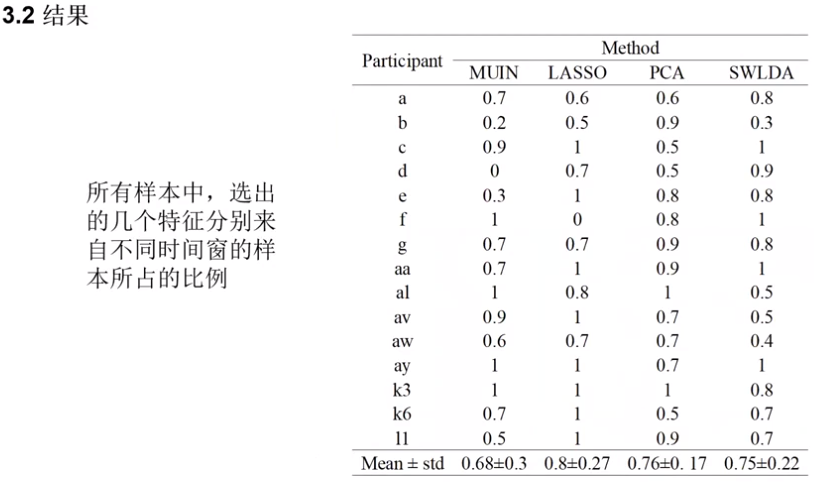 3.2 结果
所有样本中，选出
的几个特征分别来
自不同时间窗的样
本所占的比例
Participant Method
MUIN LASSO PCA SWLDA
a 0.7 0.6 0.6 0.8
b 0.2 0.5 0.9 0.3
c 0.9 1 0.5 1
d 0 0.7 0.5 0.9
e 0.3 1 0.8 0.8
f 1 0 0.8 1
g 0.7 0.7 0.9 0.8
aa 0.7 1 0.9 1
al 1 0.8 1 0.5
av 0.9 1 0.7 0.5
aw 0.6 0.7 0.7 0.4
ay 1 1 0.7 1
k3 1 1 1 0.8
k6 0.7 1 0.5 0.7
l1 0.5 1 0.9 0.7
Mean ± std 0.68±0.3 0.8±0.27 0.76±0. 17 0.75±0.22